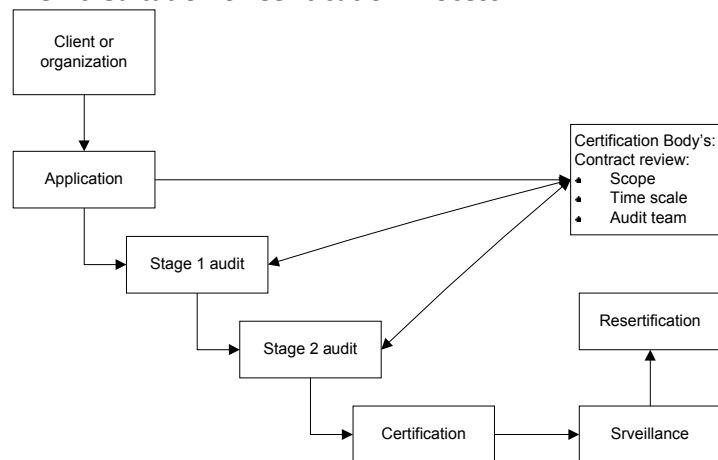 Client or
organization
Application
Certification Body's:
Contract review:
• Scope
• Time scale
• Audit team
Stage 1 audit
Stage 2 audit
Resertification
Certification
Srveillance